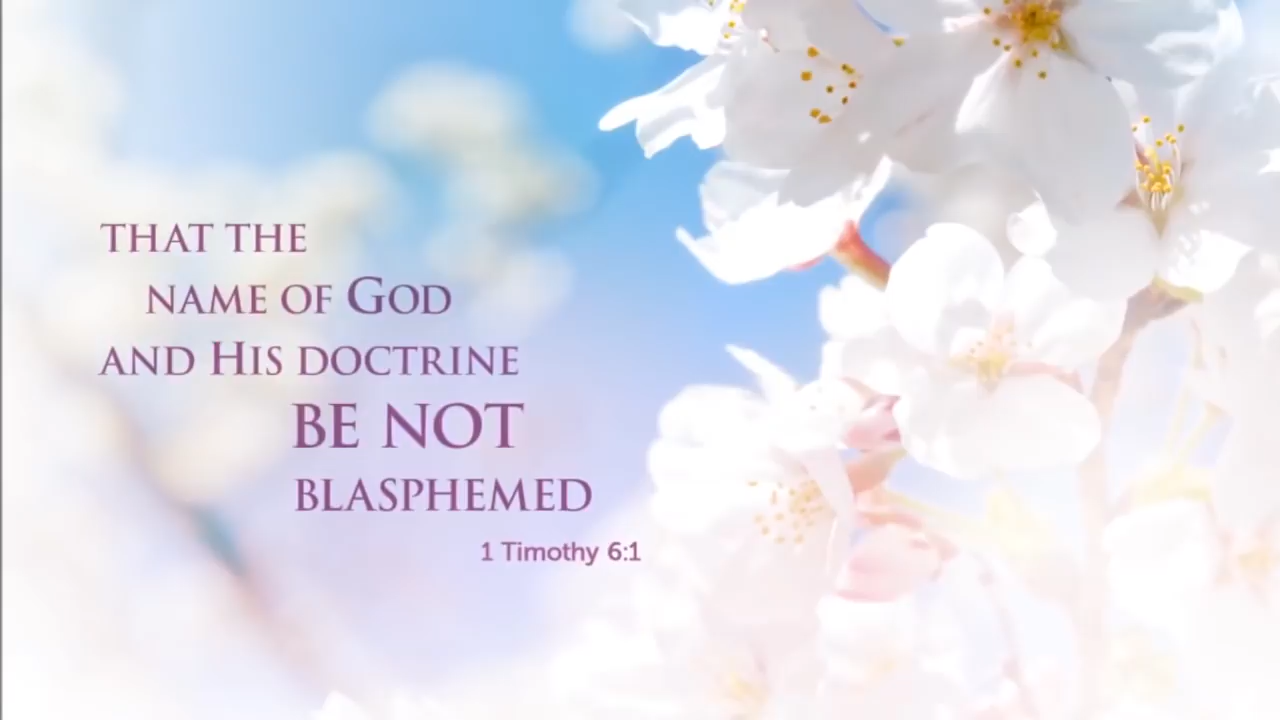 THAT THE
NAME OF GOD
AND HIS DOCTRINE
BE NOT
BLASPHEMED
1 Timothy 6:1